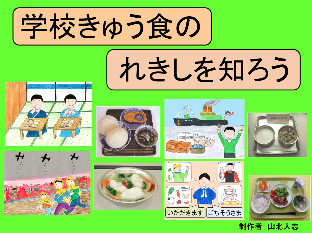 学校きゅう食の
れきしを知ろう
いただきます ごちそうさま
制作者 山北人志